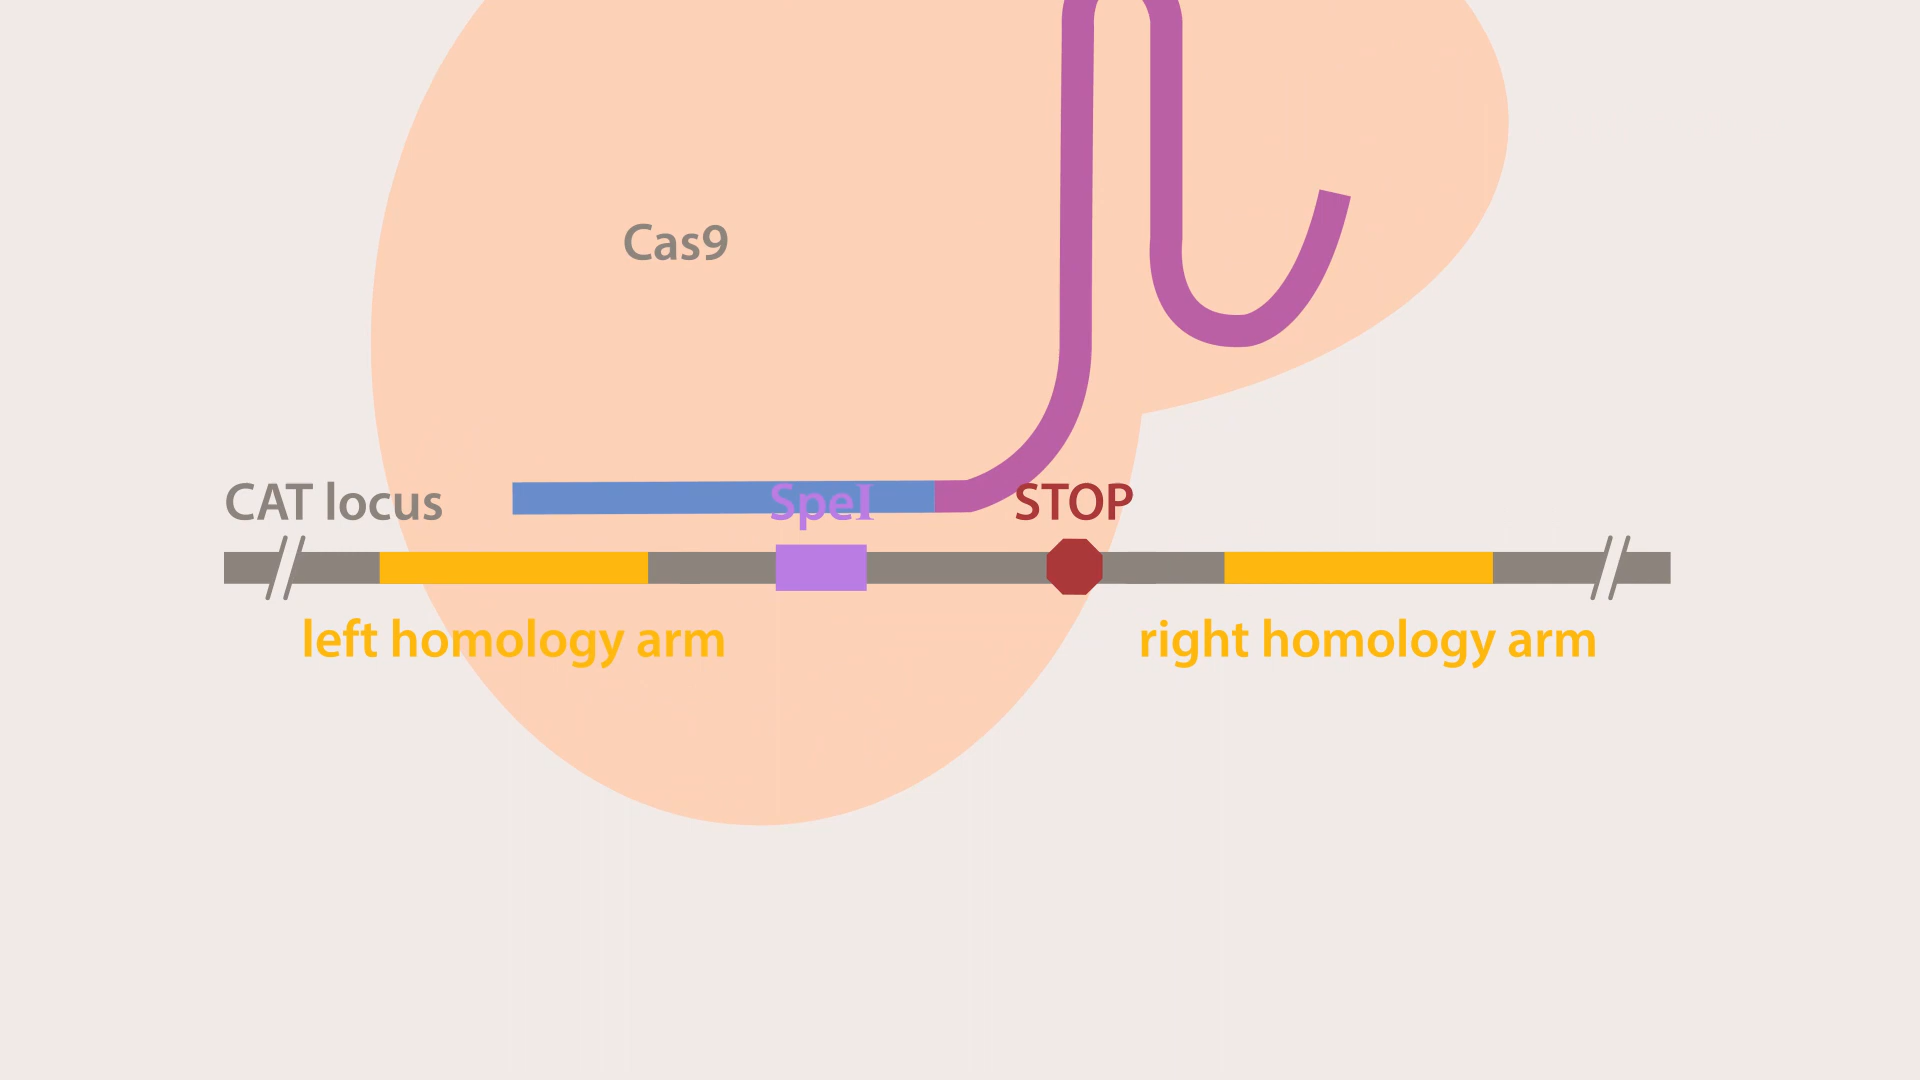 Cas9
CAT locus
SpeI
STOP
left homology arm
right homology arm